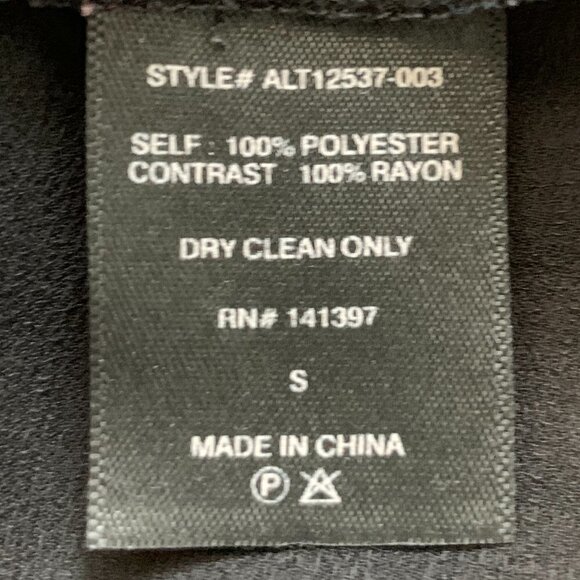 STYLE# ALT12537-003
SELF : 100% POLYESTER
CONTRAST : 100% RAYON
DRY CLEAN ONLY
RN# 141397
S
MADE IN CHINA
P